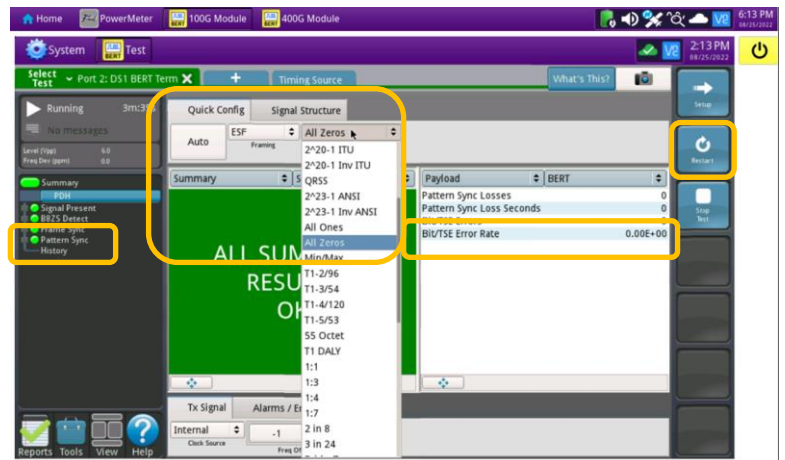 Home PowerMeter 100G Module 400G Module V2 6:13 PM
08/25/2022
System Test V2 2:13 PM
08/25/2022
Select Test Port 2: DS1 BERT Term X + Timing Source What's This?
Running
No messages
Level (Vpp) 6.0
Freq Dev (ppm) 0.0
Summary
PDH
Signal Present
B8ZS Detect
Frame Sync
Pattern Sync
History
Quick Config Signal Structure
Auto ESF All Zeros
Framing
2^20-1 ITU
2^20-1 Inv ITU
QRSS
2^23-1 ANSI
2^23-1 Inv ANSI
All Ones
All Zeros
Min/Max
T1-2/96
T1-3/54
T1-4/120
T1-5/53
55 Octet
T1 DALY
1:1
1:3
1:4
1:7
2 in 8
3 in 24
Summary
ALL SUM
RESU
Payload BERT
Pattern Sync Losses 0
Pattern Sync Loss Seconds 0
Bit/TSE Errors 0
Bit/TSE Error Rate 0.00E+00
Tx Signal Alarms /
Internal -1
Clock Source Freq
Setup
Restart
Stop
Test
Reports Tools View Help